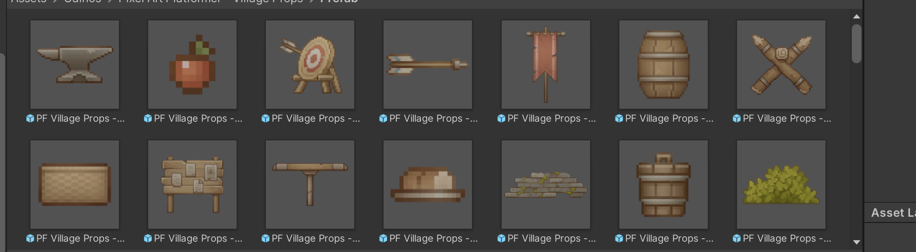 Assets > Cainos > Pixel Art Platformer - Village Props > Prefab
PF Village Props -... PF Village Props -... PF Village Props -... PF Village Props -... PF Village Props -... PF Village Props -... PF Village Props -...
PF Village Props -... PF Village Props -... PF Village Props -... PF Village Props -... PF Village Props -... PF Village Props -... PF Village Props -...
Asset La